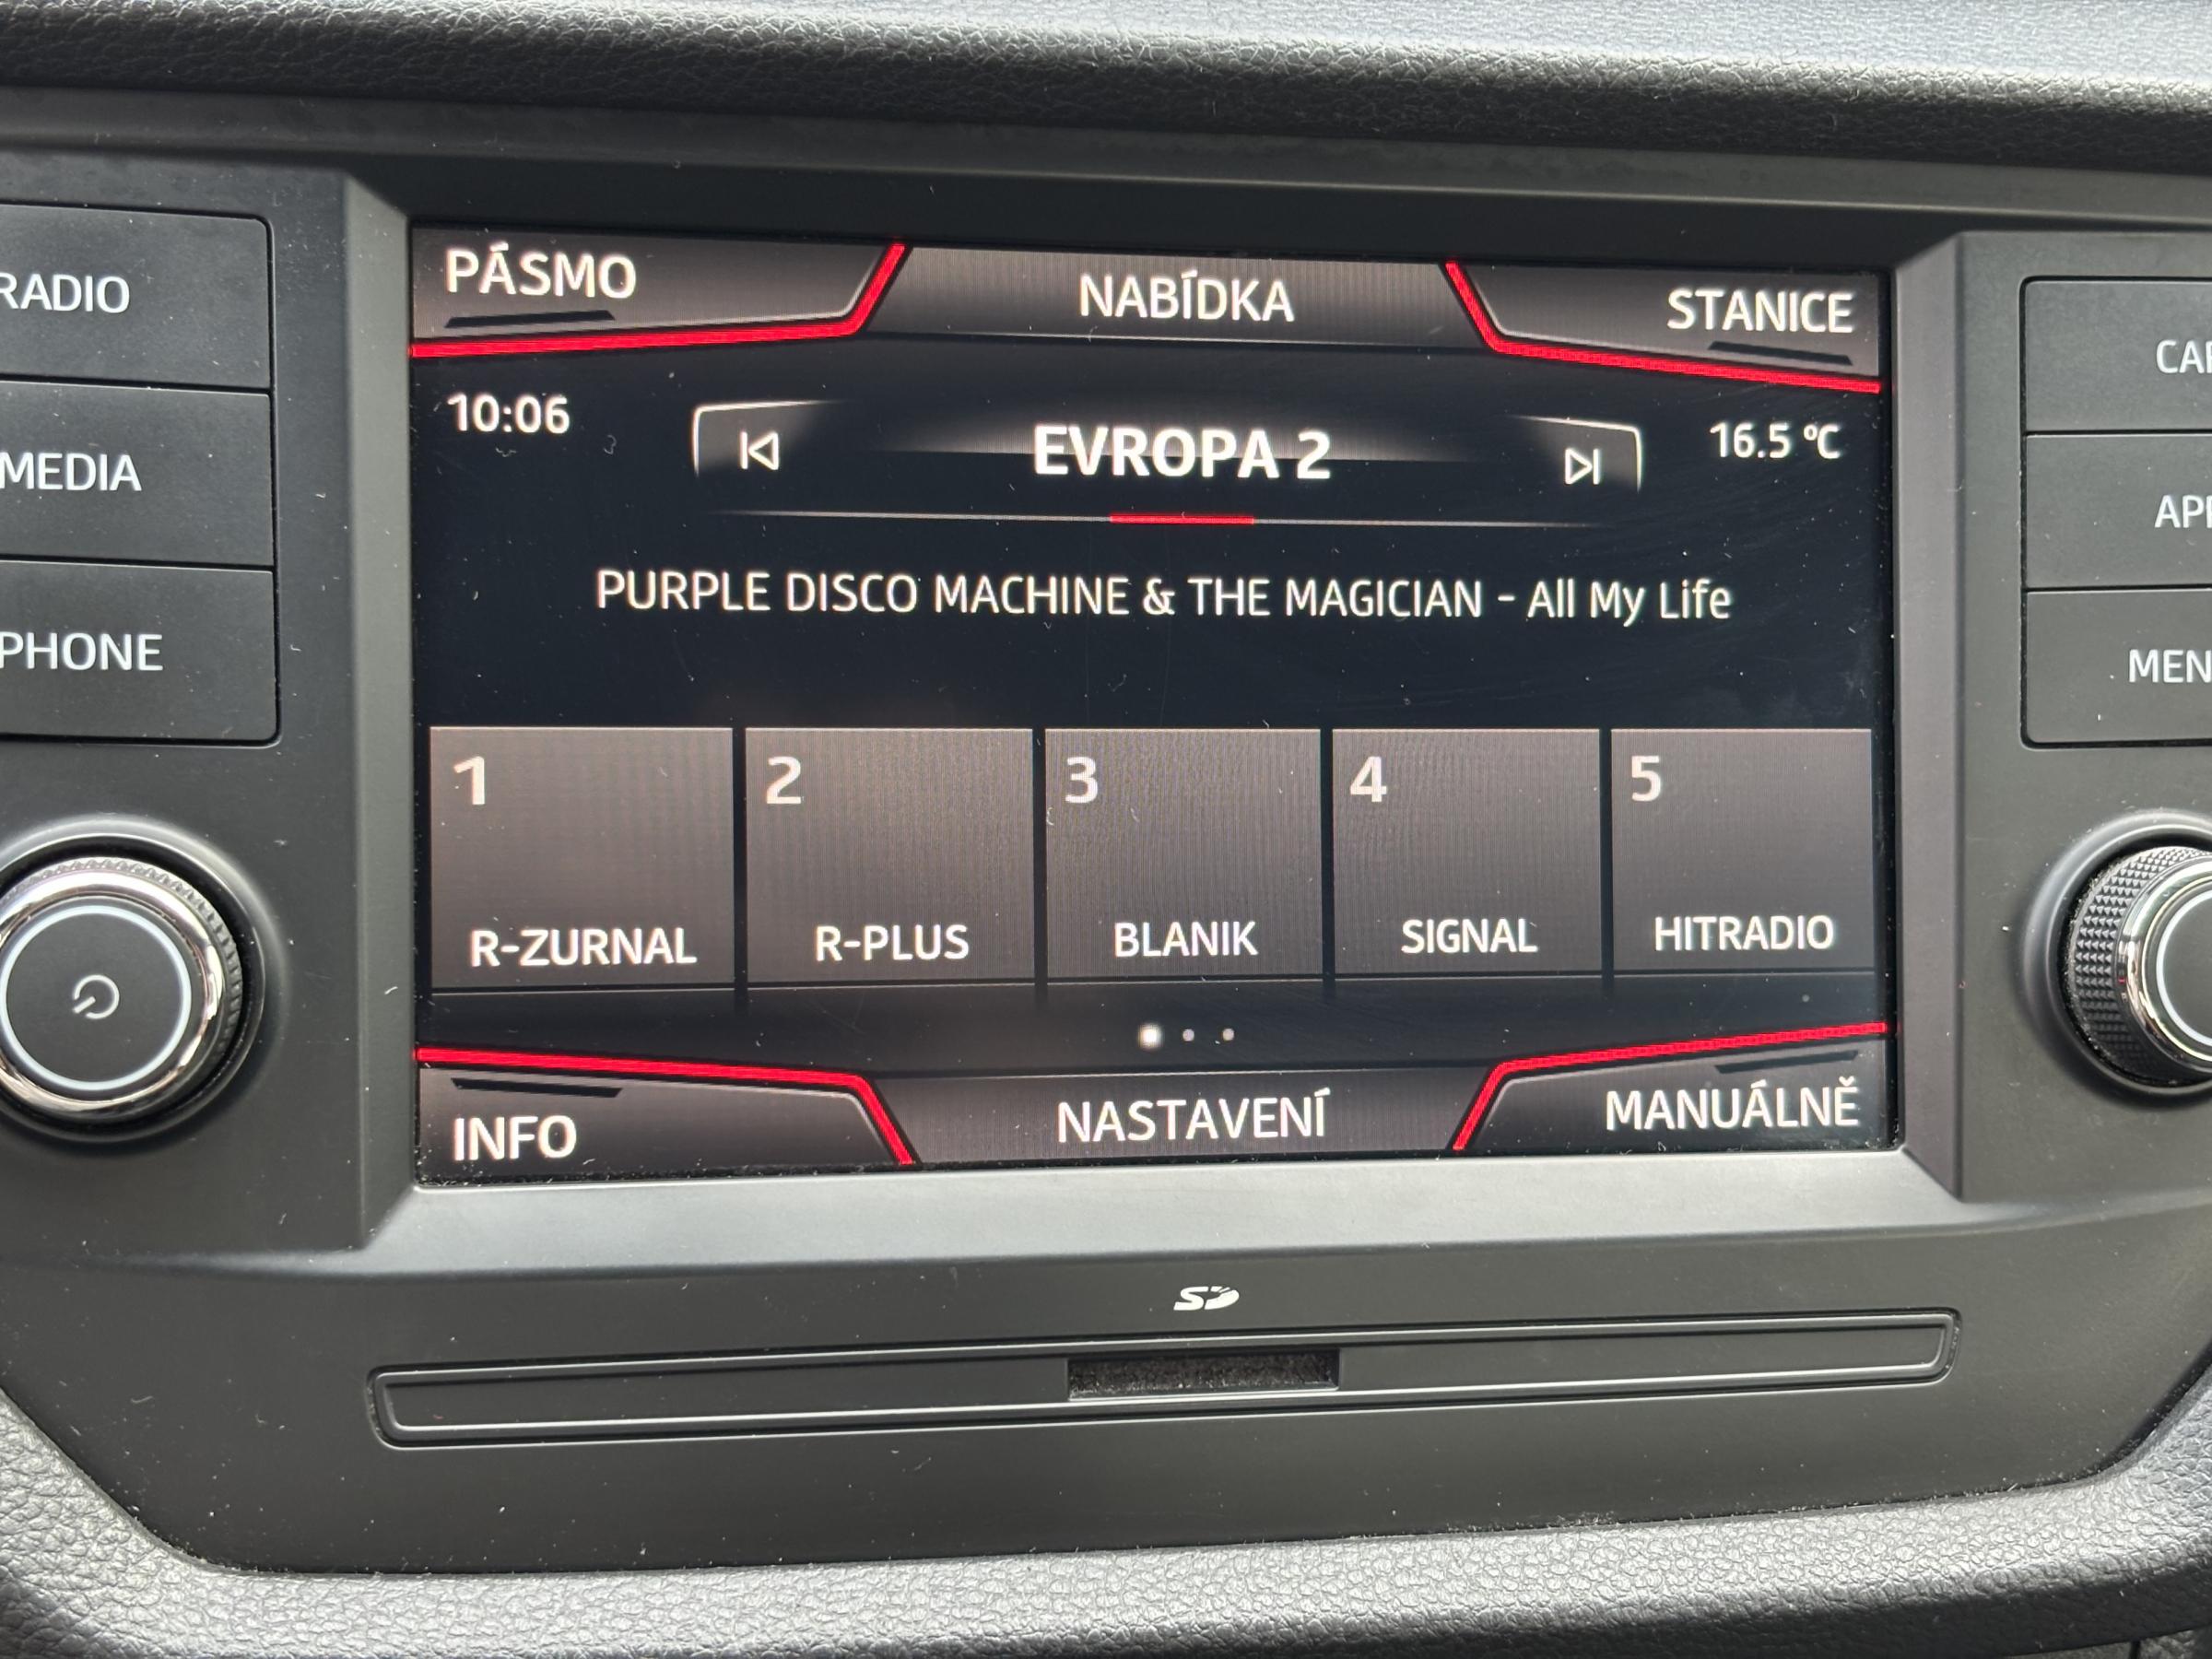 RADIO
MEDIA
PHONE
PÁSMO
NABÍDKA
STANICE
10:06
EVROPA 2
16.5 ºC
PURPLE DISCO MACHINE & THE MAGICIAN - All My Life
1
R-ZURNAL
2
R-PLUS
3
BLANIK
4
SIGNAL
5
HITRADIO
INFO
NASTAVENÍ
MANUÁLNĚ
SD